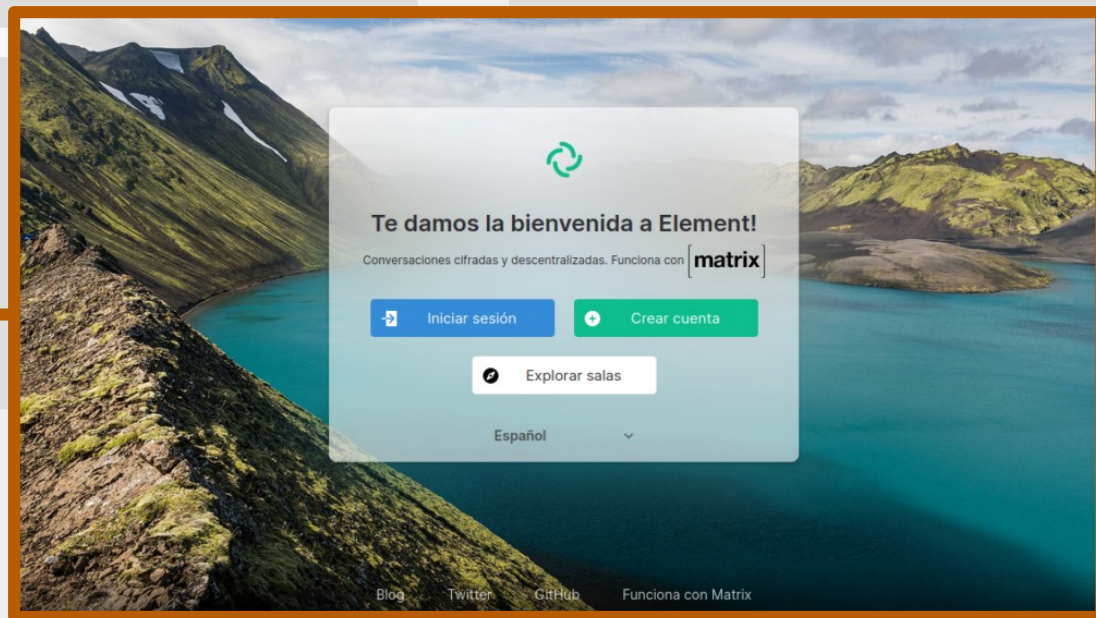 Te damos la bienvenida a Element!
Conversaciones cifradas y descentralizadas. Funciona con [matrix]
Iniciar sesión
Crear cuenta
Explorar salas
Español
Blog Twitter GitHub Funciona con Matrix